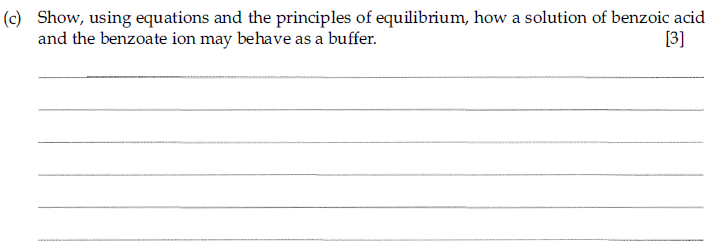 (c) Show, using equations and the principles of equilibrium, how a solution of benzoic acid
and the benzoate ion may behave as a buffer. [3]